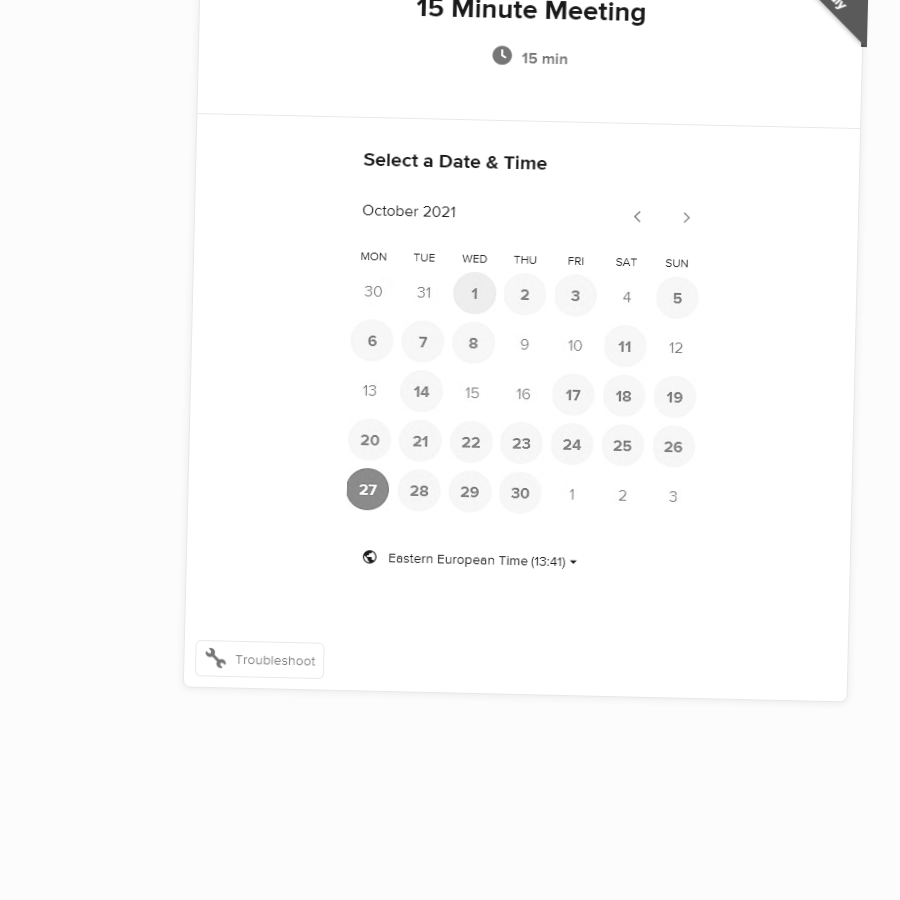 15 Minute Meeting
15 min
Select a Date & Time
October 2021
MON TUE WED THU FRI SAT SUN
30 31 1 2 3 4 5
6 7 8 9 10 11 12
13 14 15 16 17 18 19
20 21 22 23 24 25 26
27 28 29 30 1 2 3
Eastern European Time (13:41)
Troubleshoot